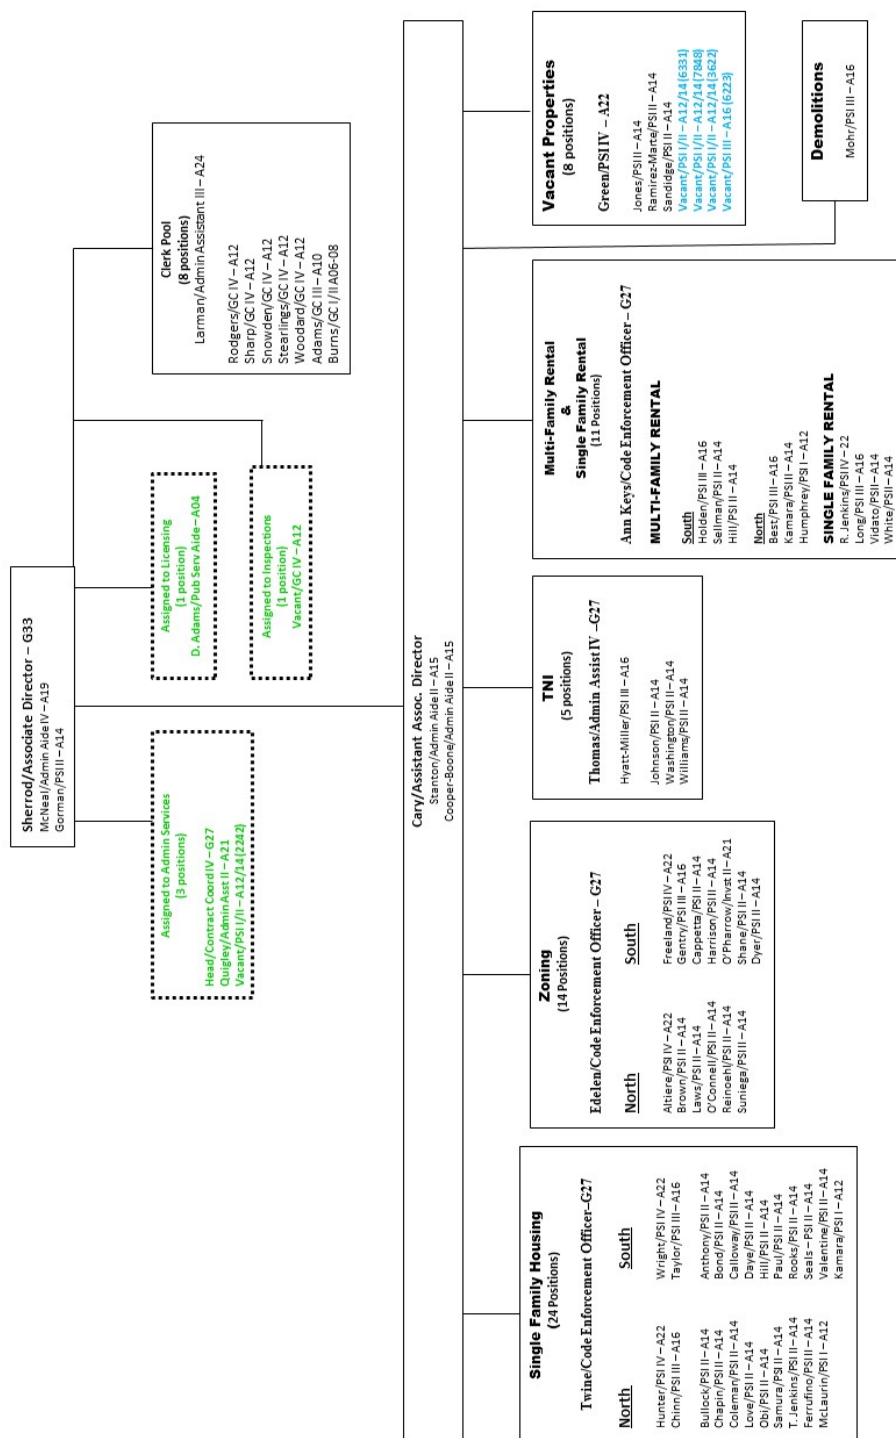 Sherrod/Associate Director – G33
McNeal/Admin Aide IV – A19
Gorman/PSI II – A14
Assigned to Admin Services
(3 positions)
Head/Contract Coord IV – G27
Quigley/Admin Asst II – A21
Vacant/PSI I/II – A12/14 (2242)
Assigned to Licensing
(1 position)
D. Adams/Pub Serv Aide – A04
Assigned to Inspections
(1 position)
Vacant/GC IV – A12
Clerk Pool
(8 positions)
Larman/Admin Assistant III – A24
Rodgers/GC IV – A12
Sharp/GC IV – A12
Snowden/GC IV – A12
Stearlings/GC IV – A12
Woodard/GC IV – A12
Adams/GC III – A10
Burns/GC I/II A06-08
Cary/Assistant Assoc. Director
Stanton/Admin Aide II – A15
Cooper-Boone/Admin Aide II – A15
Single Family Housing
(24 Positions)
Twine/Code Enforcement Officer–G27
North
Hunter/PSI IV – A22
Chinn/PSI III – A16
Bullock/PSI II – A14
Chapin/PSI II – A14
Coleman/PSI II – A14
Love/PSI II – A14
Obi/PSI II – A14
Samura/PSI II – A14
T. Jenkins/PSI II – A14
Ferrufino/PSI II – A14
McLaurin/PSI I – A12
South
Wright/PSI IV – A22
Taylor/PSI III – A16
Anthony/PSI II – A14
Bond/PSI II – A14
Calloway/PSI II – A14
Daye/PSI II – A14
Hill/PSI II – A14
Paul/PSI II – A14
Rooks/PSI II – A14
Seals – PSI II – A14
Valentine/PSI II – A14
Kamara/PSI I – A12
Zoning
(14 Positions)
Edelen/Code Enforcement Officer – G27
North
Altiere/PSI IV – A22
Brown/PSI II – A14
Laws/PSI II – A14
O'Connell/PSI II – A14
Reinoehl/PSI II – A14
Suniega/PSI II – A14
South
Freeland/PSI IV – A22
Gentry/PSI III – A16
Cappetta/PSI II – A14
Harrison/PSI II – A14
O'Pharrow/Invst II – A21
Shane/PSI II – A14
Dyer/PSI II – A14
TNI
(5 positions)
Thomas/Admin Assist IV –G27
Hyatt-Miller/PSI III – A16
Johnson/PSI II – A14
Washington/PSI II – A14
Williams/PSI II – A14
Multi-Family Rental
&
Single Family Rental
(11 Positions)
Ann Keys/Code Enforcement Officer – G27
MULTI-FAMILY RENTAL
South
Holden/PSI III – A16
Sellman/PSI II – A14
Hill/PSI II – A14
North
Best/PSI III – A16
Kamara/PSI II – A14
Humphrey/PSI I – A12
SINGLE FAMILY RENTAL
R. Jenkins/PSI IV – 22
Long/PSI III – A16
Vidato/PSII – A14
White/PSII – A14
Vacant Properties
(8 positions)
Green/PSI IV – A22
Jones/PSI II – A14
Ramirez-Marte/PSI II – A14
Sandidge/PSI II – A14
Vacant/PSI I/II – A12/14 (6331)
Vacant/PSI I/II – A12/14 (7848)
Vacant/PSI I/II – A12/14 (3622)
Vacant/PSI III – A16 (6223)
Demolitions
Mohr/PSI III – A16